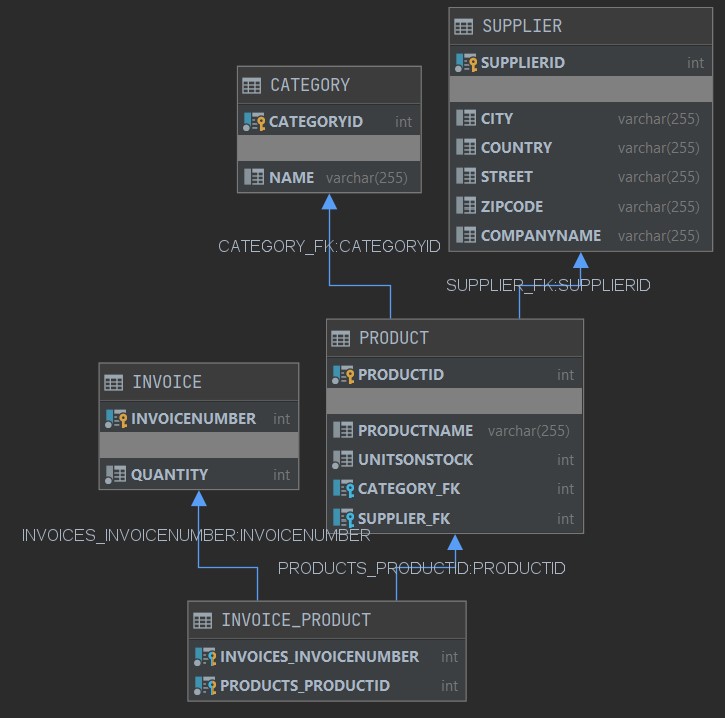 SUPPLIER
SUPPLIERID int
CITY varchar(255)
COUNTRY varchar(255)
STREET varchar(255)
ZIPCODE varchar(255)
COMPANYNAME varchar(255)
CATEGORY
CATEGORYID int
NAME varchar(255)
CATEGORY_FK:CATEGORYID
SUPPLIER_FK:SUPPLIERID
PRODUCT
PRODUCTID int
PRODUCTNAME varchar(255)
UNITSONSTOCK int
CATEGORY_FK int
SUPPLIER_FK int
INVOICE
INVOICENUMBER int
QUANTITY int
INVOICES_INVOICENUMBER:INVOICENUMBER
PRODUCTS_PRODUCTID:PRODUCTID
INVOICE_PRODUCT
INVOICES_INVOICENUMBER int
PRODUCTS_PRODUCTID int